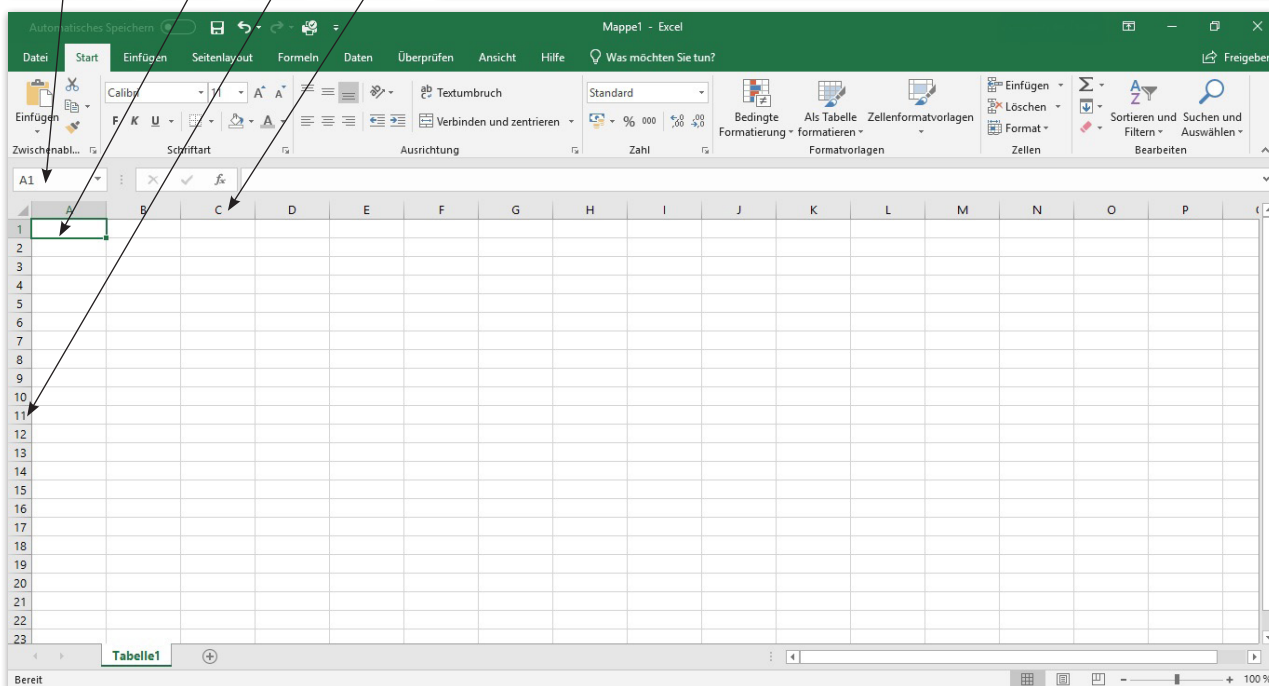 Automatisches Speichern Mappe1 - Excel
Datei Start Einfügen Seitenlayout Formeln Daten Überprüfen Ansicht Hilfe Was möchten Sie tun? Freigeben
Calibri 11 A A ab c Textumbruch Standard Einfügen Σ A Z
Einfügen F K U A Verbinden und zentrieren % 000 ,00 ,0 Bedingte Als Tabelle Zellenformatvorlagen Löschen Sortieren und Suchen und
Formatierung formatieren Format Filtern Auswählen
Zwischenabl... Schriftart Ausrichtung Zahl Formatvorlagen Zellen Bearbeiten
A1 fx
A B C D E F G H I J K L M N O P
1
2
3
4
5
6
7
8
9
10
11
12
13
14
15
16
17
18
19
20
21
22
23
Tabelle1
Bereit 100 %